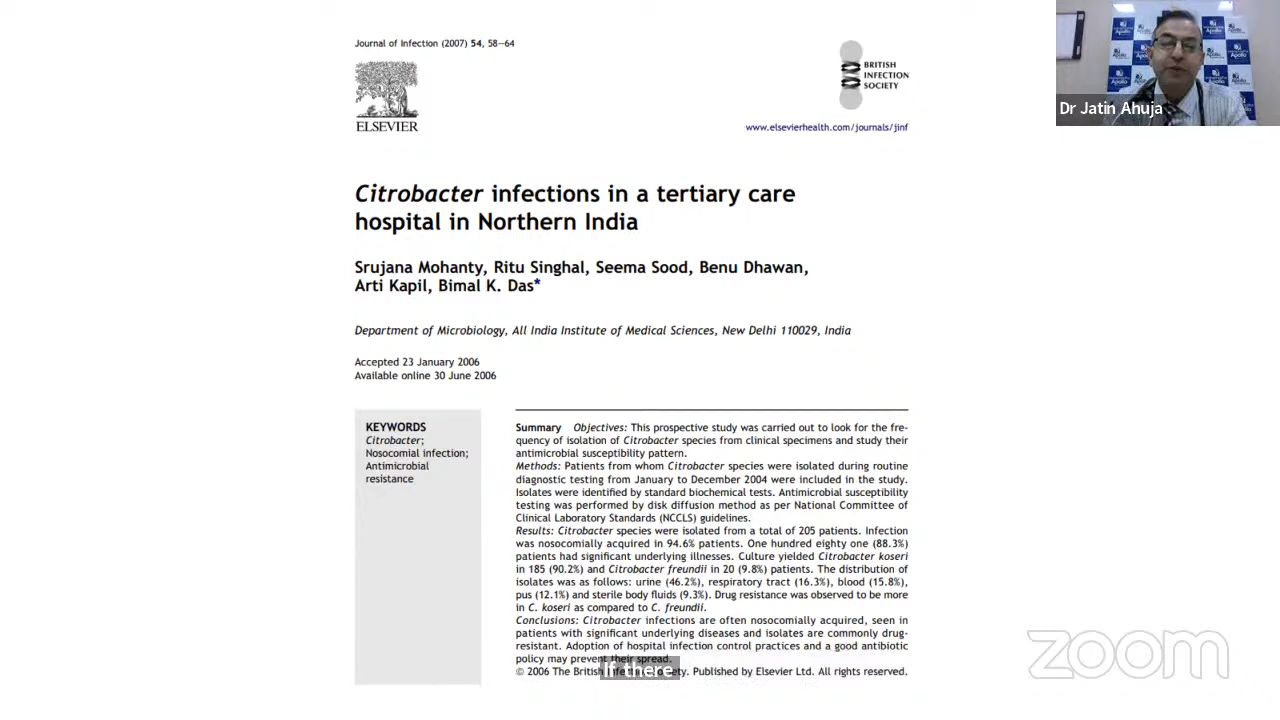 Journal of Infection (2007) 54, 58–64
BRITISH
INFECTION
SOCIETY
ELSEVIER
www.elsevierhealth.com/journals/jinf
Dr Jatin Ahuja
Citrobacter infections in a tertiary care
hospital in Northern India
Srujana Mohanty, Ritu Singhal, Seema Sood, Benu Dhawan,
Arti Kapil, Bimal K. Das*
Department of Microbiology, All India Institute of Medical Sciences, New Delhi 110029, India
Accepted 23 January 2006
Available online 30 June 2006
KEYWORDS
Citrobacter;
Nosocomial infection;
Antimicrobial
resistance
Summary Objectives: This prospective study was carried out to look for the fre-
quency of isolation of Citrobacter species from clinical specimens and study their
antimicrobial susceptibility pattern.
Methods: Patients from whom Citrobacter species were isolated during routine
diagnostic testing from January to December 2004 were included in the study.
Isolates were identified by standard biochemical tests. Antimicrobial susceptibility
testing was performed by disk diffusion method as per National Committee of
Clinical Laboratory Standards (NCCLS) guidelines.
Results: Citrobacter species were isolated from a total of 205 patients. Infection
was nosocomially acquired in 94.6% patients. One hundred eighty one (88.3%)
patients had significant underlying illnesses. Culture yielded Citrobacter koseri
in 185 (90.2%) and Citrobacter freundii in 20 (9.8%) patients. The distribution of
isolates was as follows: urine (46.2%), respiratory tract (16.3%), blood (15.8%),
pus (12.1%) and sterile body fluids (9.3%). Drug resistance was observed to be more
in C. koseri as compared to C. freundii.
Conclusions: Citrobacter infections are often nosocomially acquired, seen in
patients with significant underlying diseases and isolates are commonly drug-
resistant. Adoption of hospital infection control practices and a good antibiotic
policy may prevent their spread.
© 2006 The British Infection Society. Published by Elsevier Ltd. All rights reserved.
If there
zoom